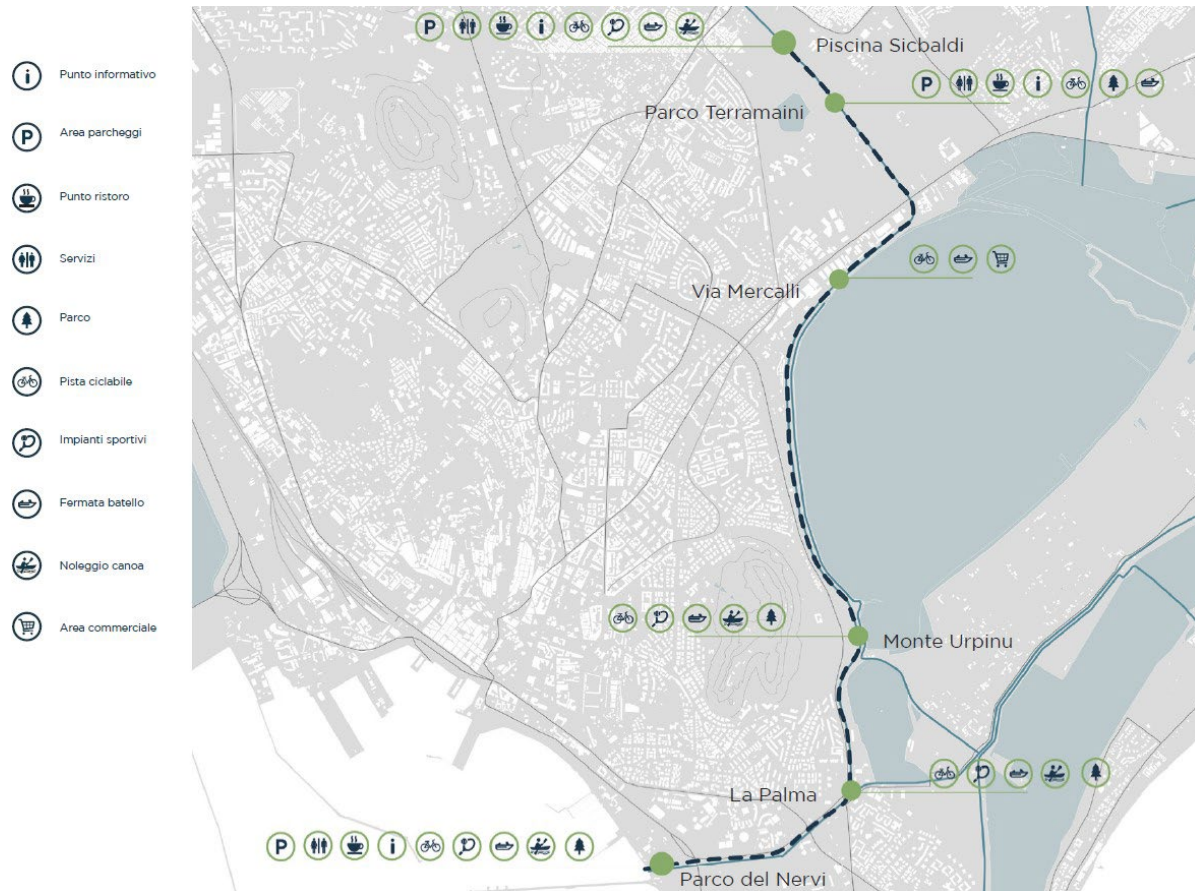 Punto informativo
Area parcheggi
Punto ristoro
Servizi
Parco
Pista ciclabile
Impianti sportivi
Fermata batello
Noleggio canoa
Area commerciale
P i
Piscina Sicbaldi
P i
Parco Terramaini
Via Mercalli
Monte Urpinu
La Palma
P i
Parco del Nervi
i
P